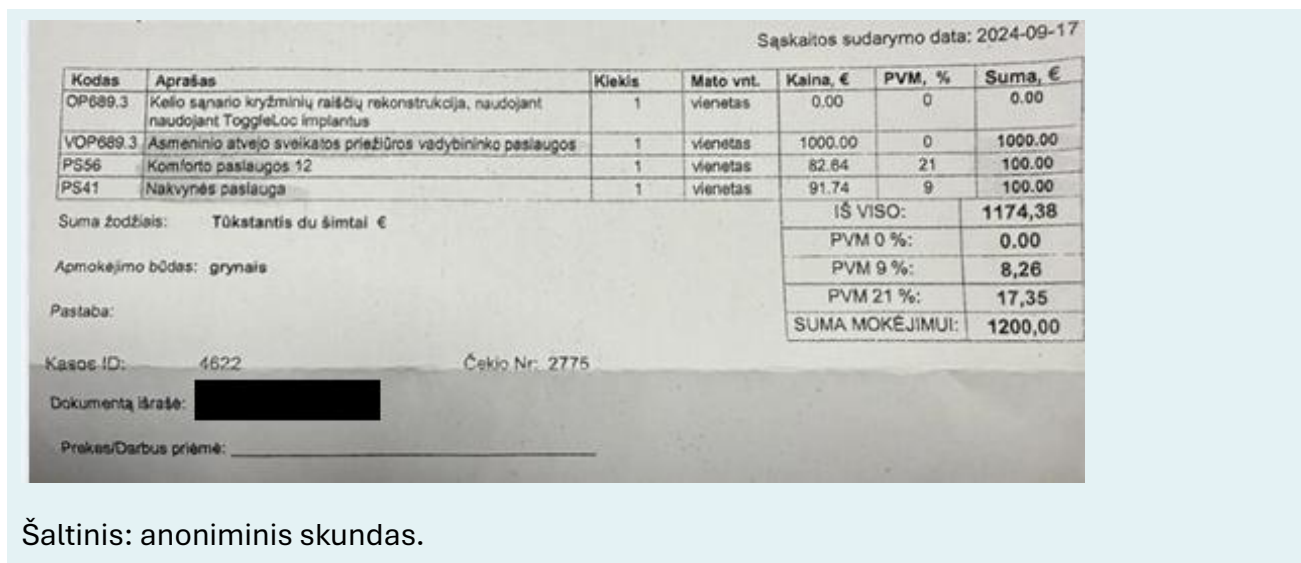 Sąskaitos sudarymo data: 2024-09-17
Kodas Aprašas Kiekis Mato vnt. Kaina, € PVM, % Suma, €
OP689.3 Kelio sąnario kryžminių raiščių rekonstrukcija, naudojant 1 vienetas 0.00 0 0.00
naudojant ToggleLoc implantus
VOP689.3 Asmeninio atvejo sveikatos priežiūros vadybininko paslaugos 1 vienetas 1000.00 0 1000.00
PS56 Komforto paslaugos 12 1 vienetas 82.64 21 100.00
PS41 Nakvynės paslauga 1 vienetas 91.74 9 100.00
Suma žodžiais: Tūkstantis du šimtai € IŠ VISO: 1174,38
PVM 0 %: 0.00
Apmokėjimo būdas: grynais PVM 9 %: 8,26
Pastaba: PVM 21 %: 17,35
SUMA MOKĖJIMUI: 1200,00
Kasos ID: 4622 Čekio Nr: 2775
Dokumentą išrašė:
Prekes/Darbus priėmė:
Šaltinis: anoniminis skundas.